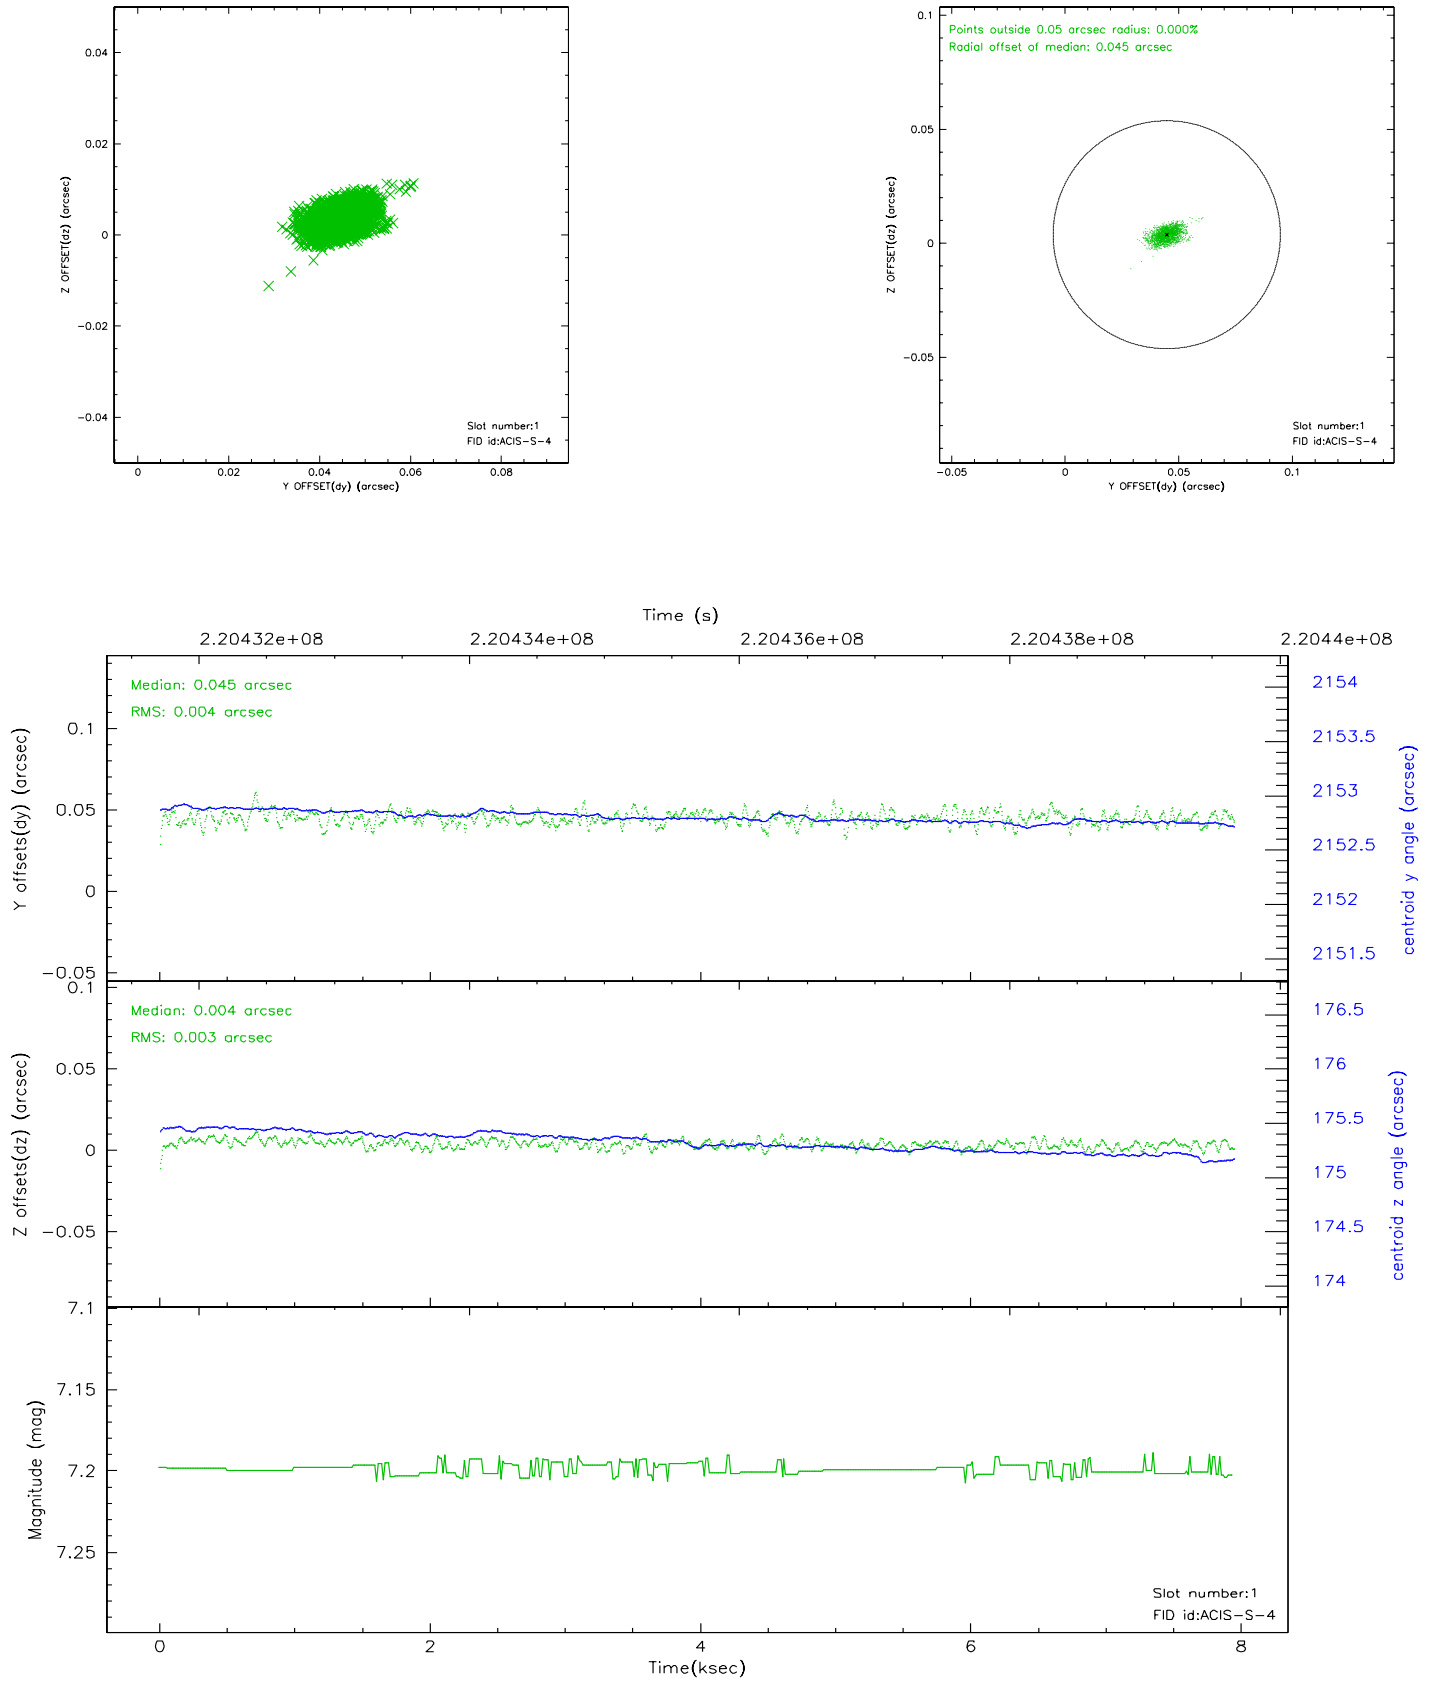 0.04
0.02
0
-0.02
-0.04
Z OFFSET(dz) (arcsec)
Slot number:1
FID id:ACIS-S-4
0 0.02 0.04 0.06 0.08
Y OFFSET(dy) (arcsec)
Points outside 0.05 arcsec radius: 0.000%
Radial offset of median: 0.045 arcsec
0.1
0.05
0
-0.05
Z OFFSET(dz) (arcsec)
Slot number:1
FID id:ACIS-S-4
-0.05 0 0.05 0.1
Y OFFSET(dy) (arcsec)
Time (s)
2.20432e+08 2.20434e+08 2.20436e+08 2.20438e+08 2.2044e+08
Median: 0.045 arcsec
RMS: 0.004 arcsec
0.1
0.05
0
-0.05
Y offsets(dy) (arcsec)
2154
2153.5
2153
2152.5
2152
2151.5
centroid y angle (arcsec)
Median: 0.004 arcsec
RMS: 0.003 arcsec
0.1
0.05
0
-0.05
Z offsets(dz) (arcsec)
176.5
176
175.5
175
174.5
174
centroid z angle (arcsec)
7.1
7.15
7.2
7.25
Magnitude (mag)
Slot number:1
FID id:ACIS-S-4
0 2 4 6 8
Time(ksec)